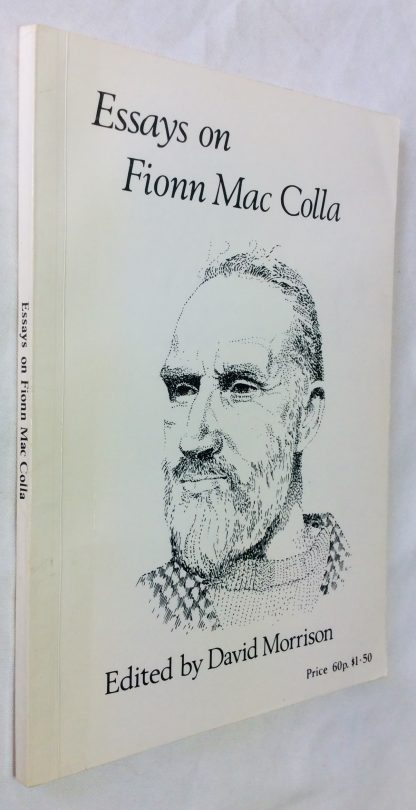 Essays on
Fionn Mac Colla
Edited by David Morrison
Price 60p. $1·50
Essays on Fionn Mac Colla